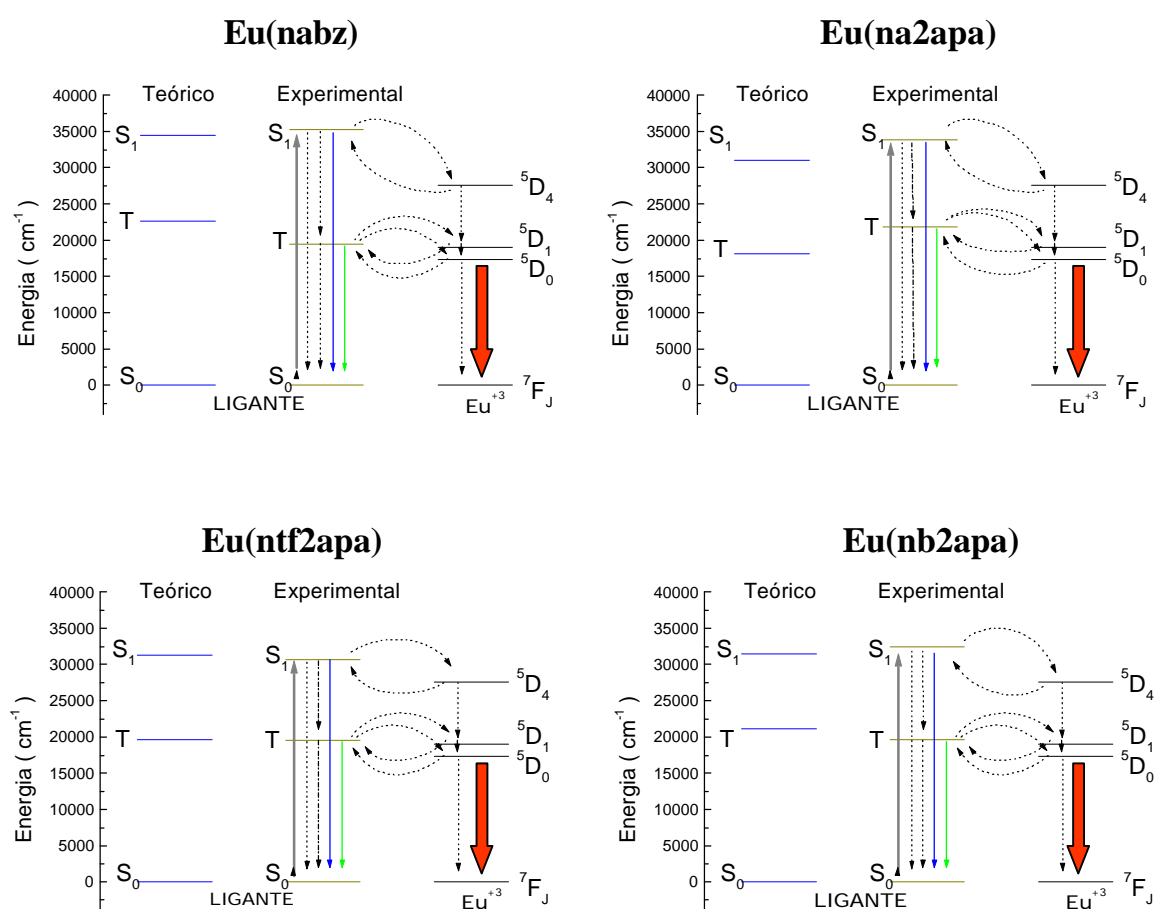 Eu(nabz)
Teórico Experimental
Energia ( cm⁻¹ )
40000
35000
30000
25000
20000
15000
10000
5000
0
S₁
T
S₀
S₁
T
S₀
⁵D₄
⁵D₁
⁵D₀
⁷F_J
LIGANTE
Eu⁺³
Eu(na2apa)
Teórico Experimental
Energia ( cm⁻¹ )
40000
35000
30000
25000
20000
15000
10000
5000
0
S₁
T
S₀
S₁
T
S₀
⁵D₄
⁵D₁
⁵D₀
⁷F_J
LIGANTE
Eu⁺³
Eu(ntf2apa)
Teórico Experimental
Energia ( cm⁻¹ )
40000
35000
30000
25000
20000
15000
10000
5000
0
S₁
T
S₀
S₁
T
S₀
⁵D₄
⁵D₁
⁵D₀
⁷F_J
LIGANTE
Eu⁺³
Eu(nb2apa)
Teórico Experimental
Energia ( cm⁻¹ )
40000
35000
30000
25000
20000
15000
10000
5000
0
S₁
T
S₀
S₁
T
S₀
⁵D₄
⁵D₁
⁵D₀
⁷F_J
LIGANTE
Eu⁺³